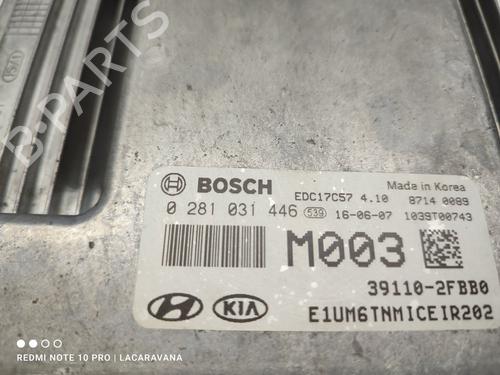 BOSCH
EDC17C57 4.10
Made in Korea
8714 0089
0 281 031 446 539 16-06-07 1039T00743
M003
39110-2FBB0
KIA
E1UM6TNMICEIR202
REDMI NOTE 10 PRO | LACARAVANA